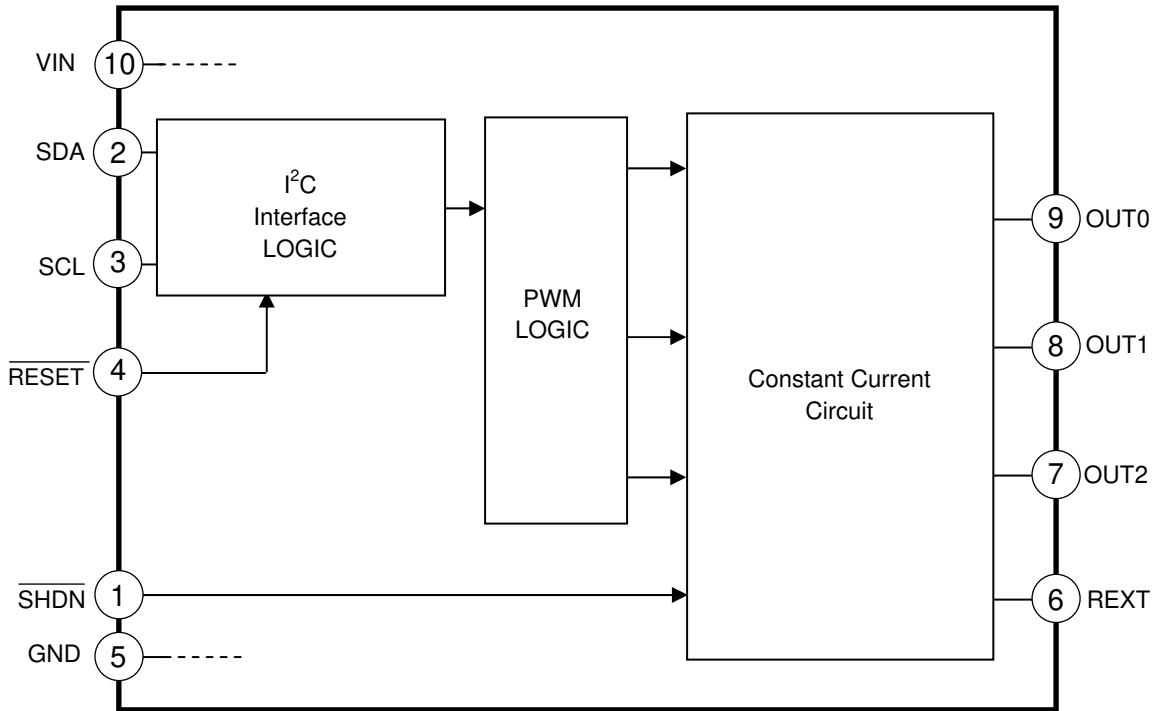 VIN
10
SDA
2
SCL
3
RESET
4
SHDN
1
GND
5
I²C
Interface
LOGIC
PWM
LOGIC
Constant Current
Circuit
9
OUT0
8
OUT1
7
OUT2
6
REXT